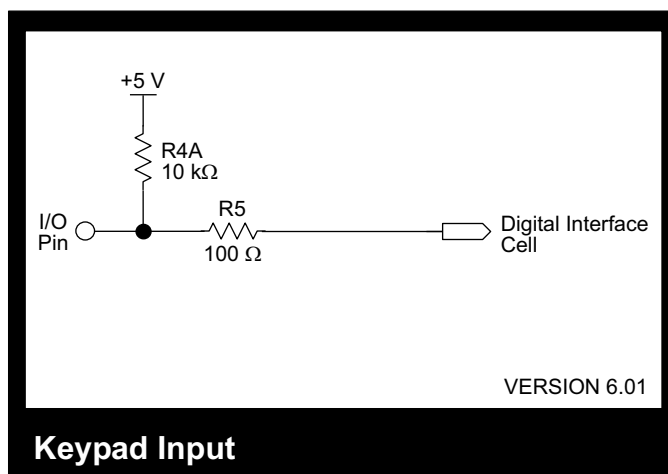 +5 V
R4A
10 kΩ
I/O
Pin
R5
100 Ω
Digital Interface
Cell
VERSION 6.01
Keypad Input